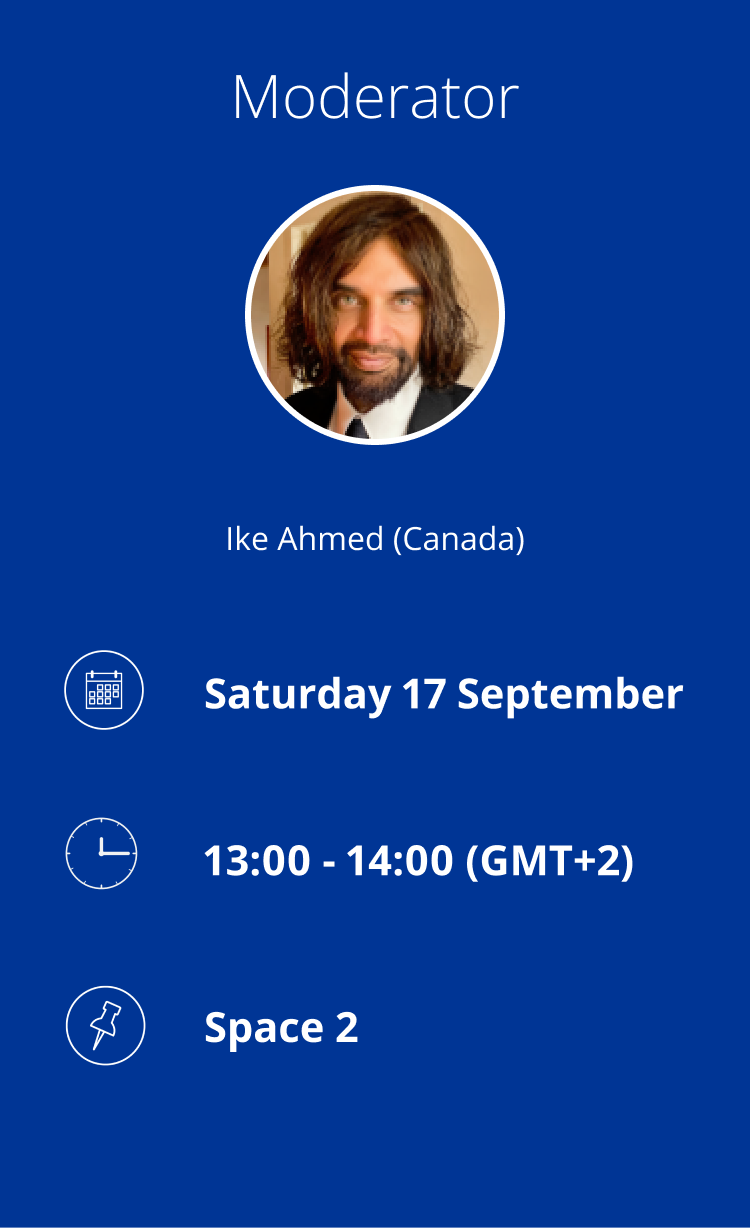 Moderator
Ike Ahmed (Canada)
Saturday 17 September
13:00 - 14:00 (GMT+2)
Space 2